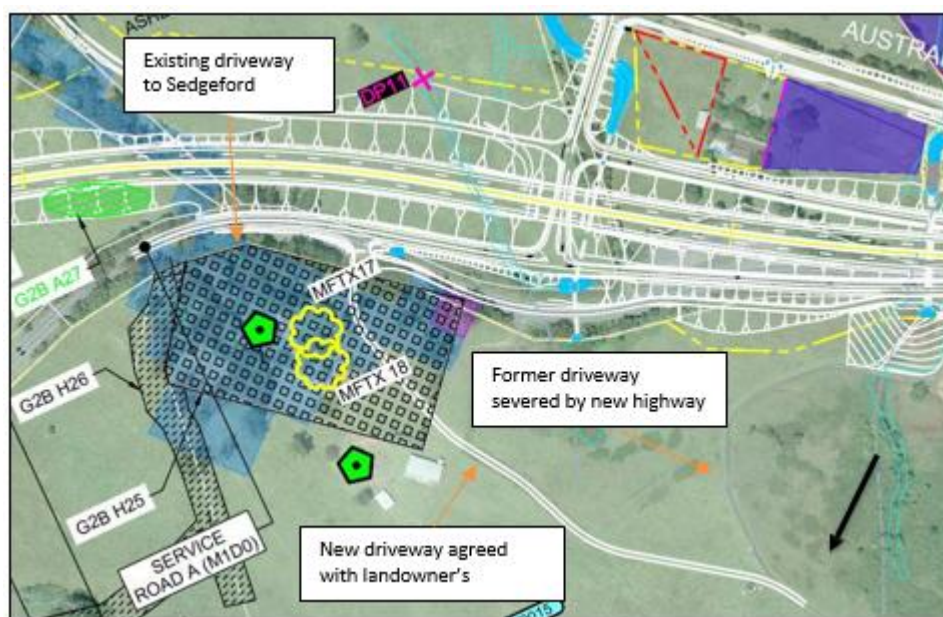 AUSTRA
Existing driveway
to Sedgeford
DP11
G2B A27
MFTX17
MFTX 18
G2B H26
G2B H25
Former driveway
severed by new highway
SERVICE
ROAD A (M1D0)
New driveway agreed
with landowner's